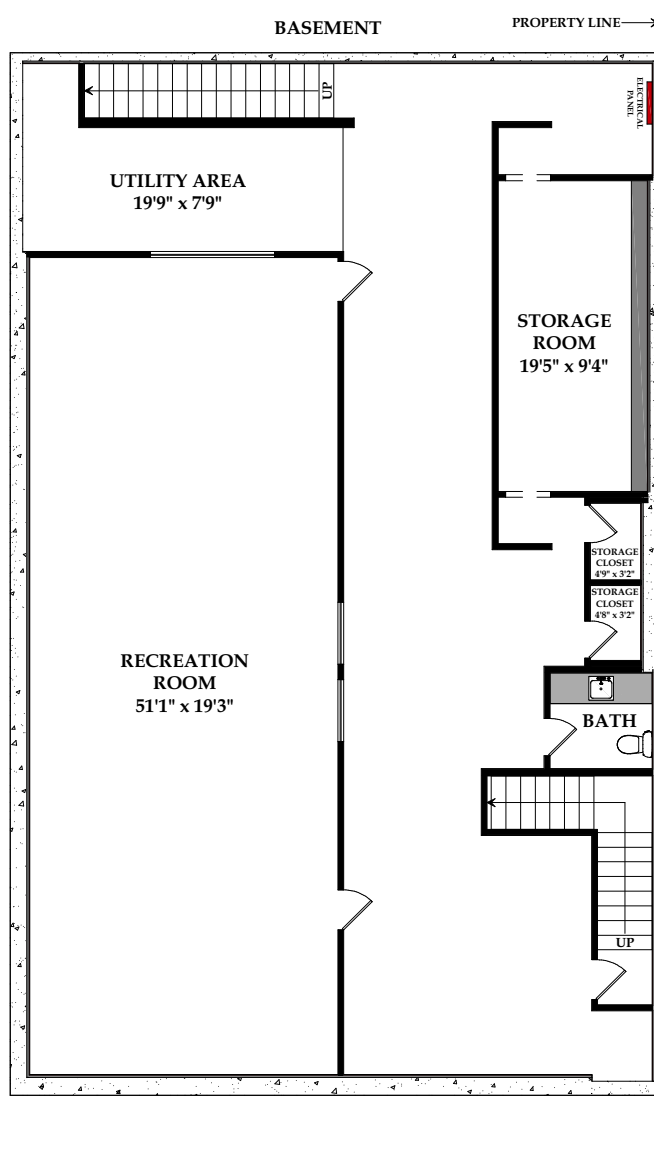 BASEMENT
PROPERTY LINE
UP
ELECTRICAL
PANEL
UTILITY AREA
19'9" x 7'9"
STORAGE
ROOM
19'5" x 9'4"
STORAGE
CLOSET
4'9" x 3'2"
STORAGE
CLOSET
4'8" x 3'2"
RECREATION
ROOM
51'1" x 19'3"
BATH
UP